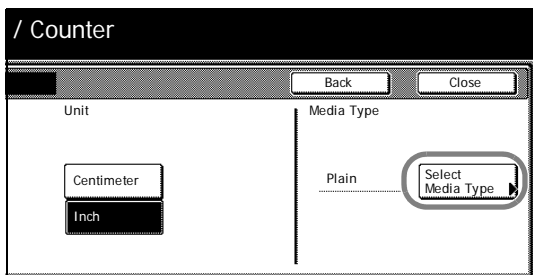 / Counter
Back
Close
Unit
Media Type
Centimeter
Inch
Plain
Select
Media Type